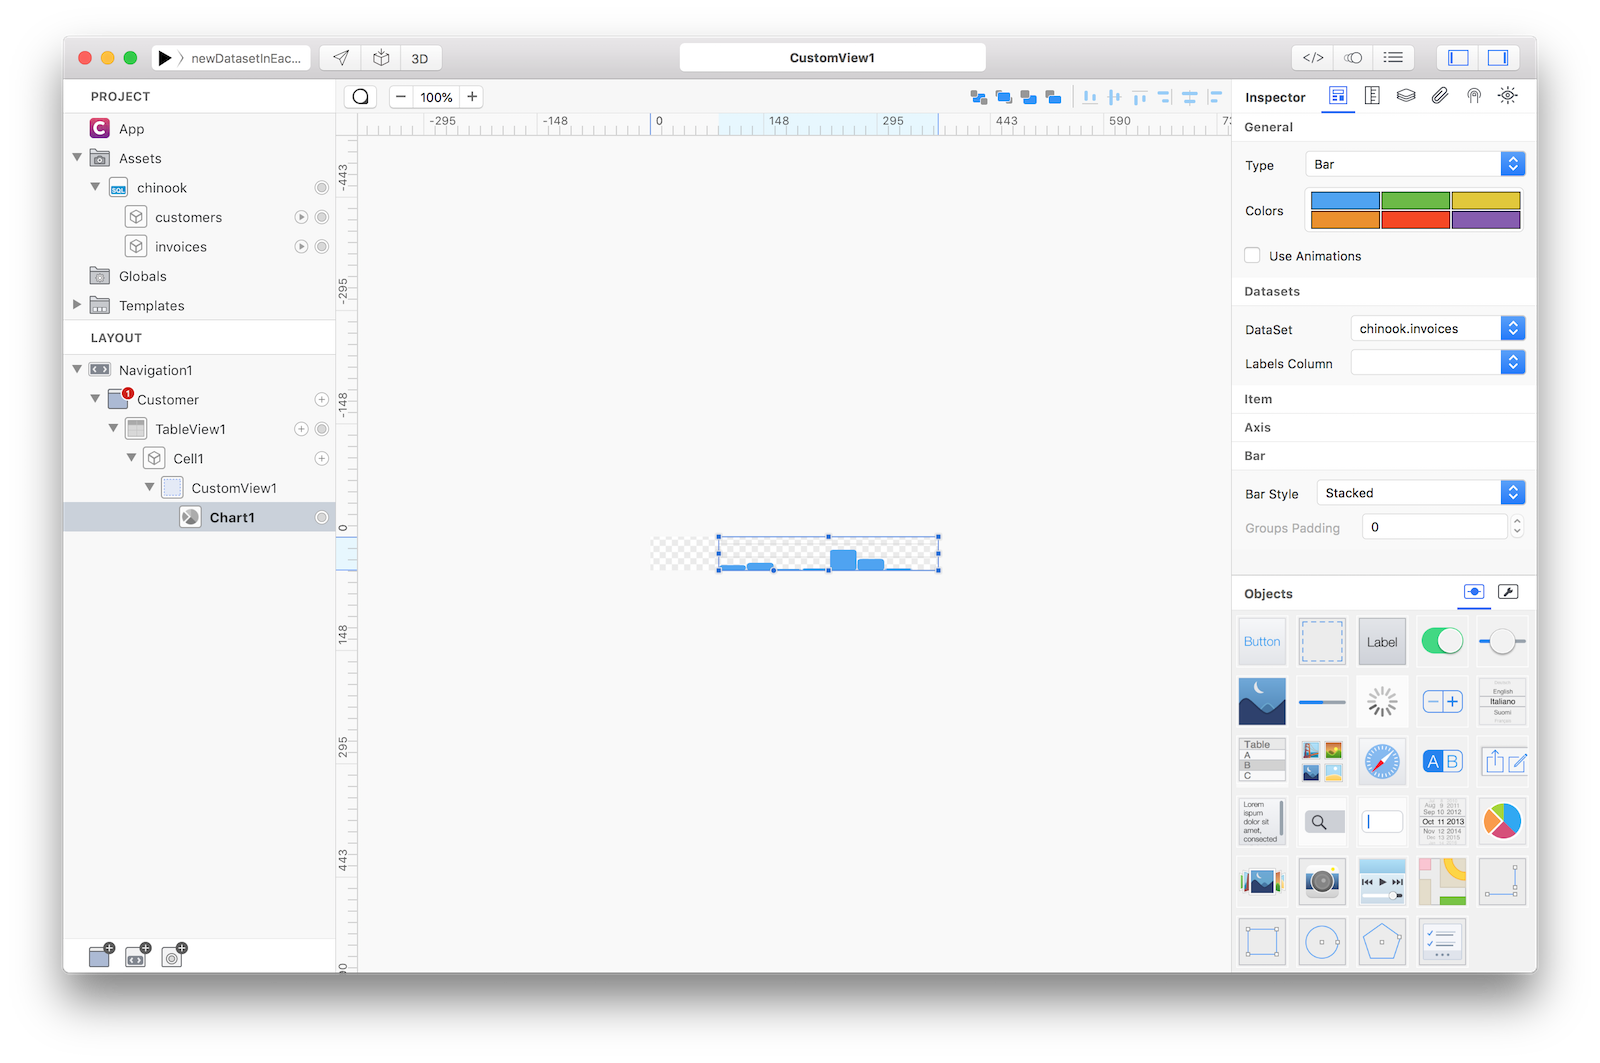 newDatasetInEac...
3D
CustomView1
</>
PROJECT
App
Assets
SQL
chinook
customers
invoices
Globals
Templates
LAYOUT
Navigation1
1
Customer
TableView1
Cell1
CustomView1
Chart1
100%
-295
-148
0
148
295
443
590
-443
-295
-148
0
148
295
443
Inspector
General
Type
Bar
Colors
Use Animations
Datasets
DataSet
chinook.invoices
Labels Column
Item
Axis
Bar
Bar Style
Stacked
Groups Padding
0
Objects
Button
Label
English
Italiano
Suomi
Table
A
B
C
A B
Lorem
ispum
dolor sit
amet,
consected
Aug 9 2011
Sep 10 2012
Oct 11 2013
Nov 12 2014
Dec 13 2015